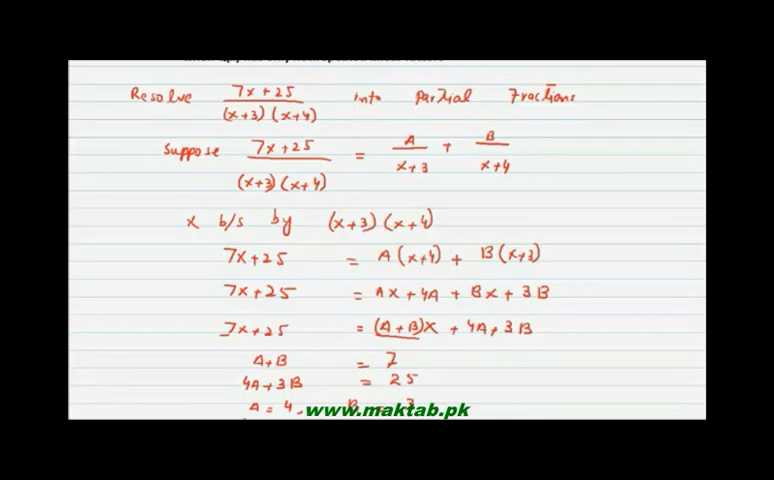 Resolve 7x+25 / (x+3)(x+4) into partial fractions
Suppose 7x+25 / (x+3)(x+4) = A / x+3 + B / x+4
x b/s by (x+3)(x+4)
7x+25 = A(x+4) + B(x+3)
7x+25 = Ax+4A + Bx+3B
7x+25 = (A+B)x + 4A+3B
A+B = 7
4A+3B = 25
A = 4, B = 3
www.maktab.pk